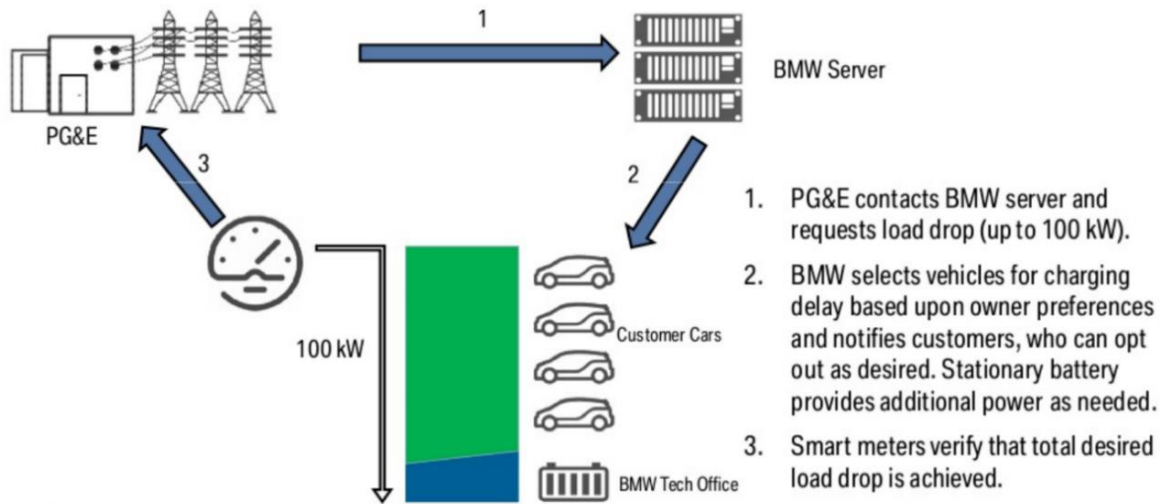 1
BMW Server
PG&E
3
2
100 kW
Customer Cars
BMW Tech Office
1. PG&E contacts BMW server and
requests load drop (up to 100 kW).
2. BMW selects vehicles for charging
delay based upon owner preferences
and notifies customers, who can opt
out as desired. Stationary battery
provides additional power as needed.
3. Smart meters verify that total desired
load drop is achieved.